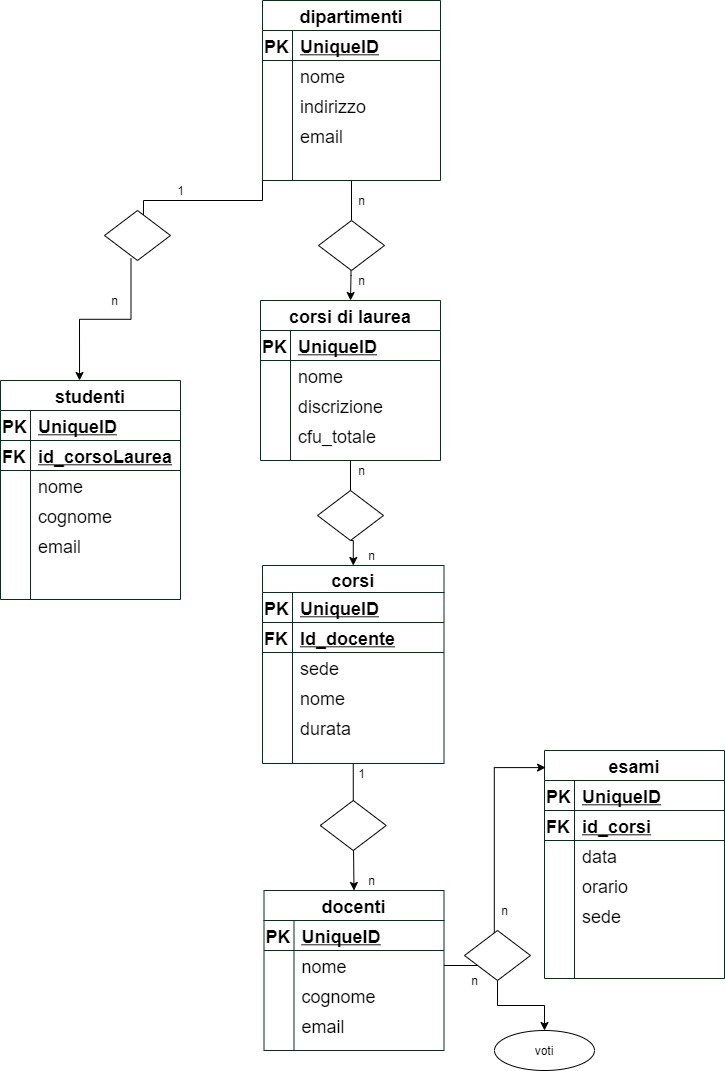 dipartimenti
PK UniqueID
nome
indirizzo
email
1
n
n
n
corsi di laurea
PK UniqueID
nome
discrizione
cfu_totale
studenti
PK UniqueID
FK id_corsoLaurea
nome
cognome
email
n
n
corsi
PK UniqueID
FK Id_docente
sede
nome
durata
1
n
docenti
PK UniqueID
nome
cognome
email
n
n
esami
PK UniqueID
FK id_corsi
data
orario
sede
voti